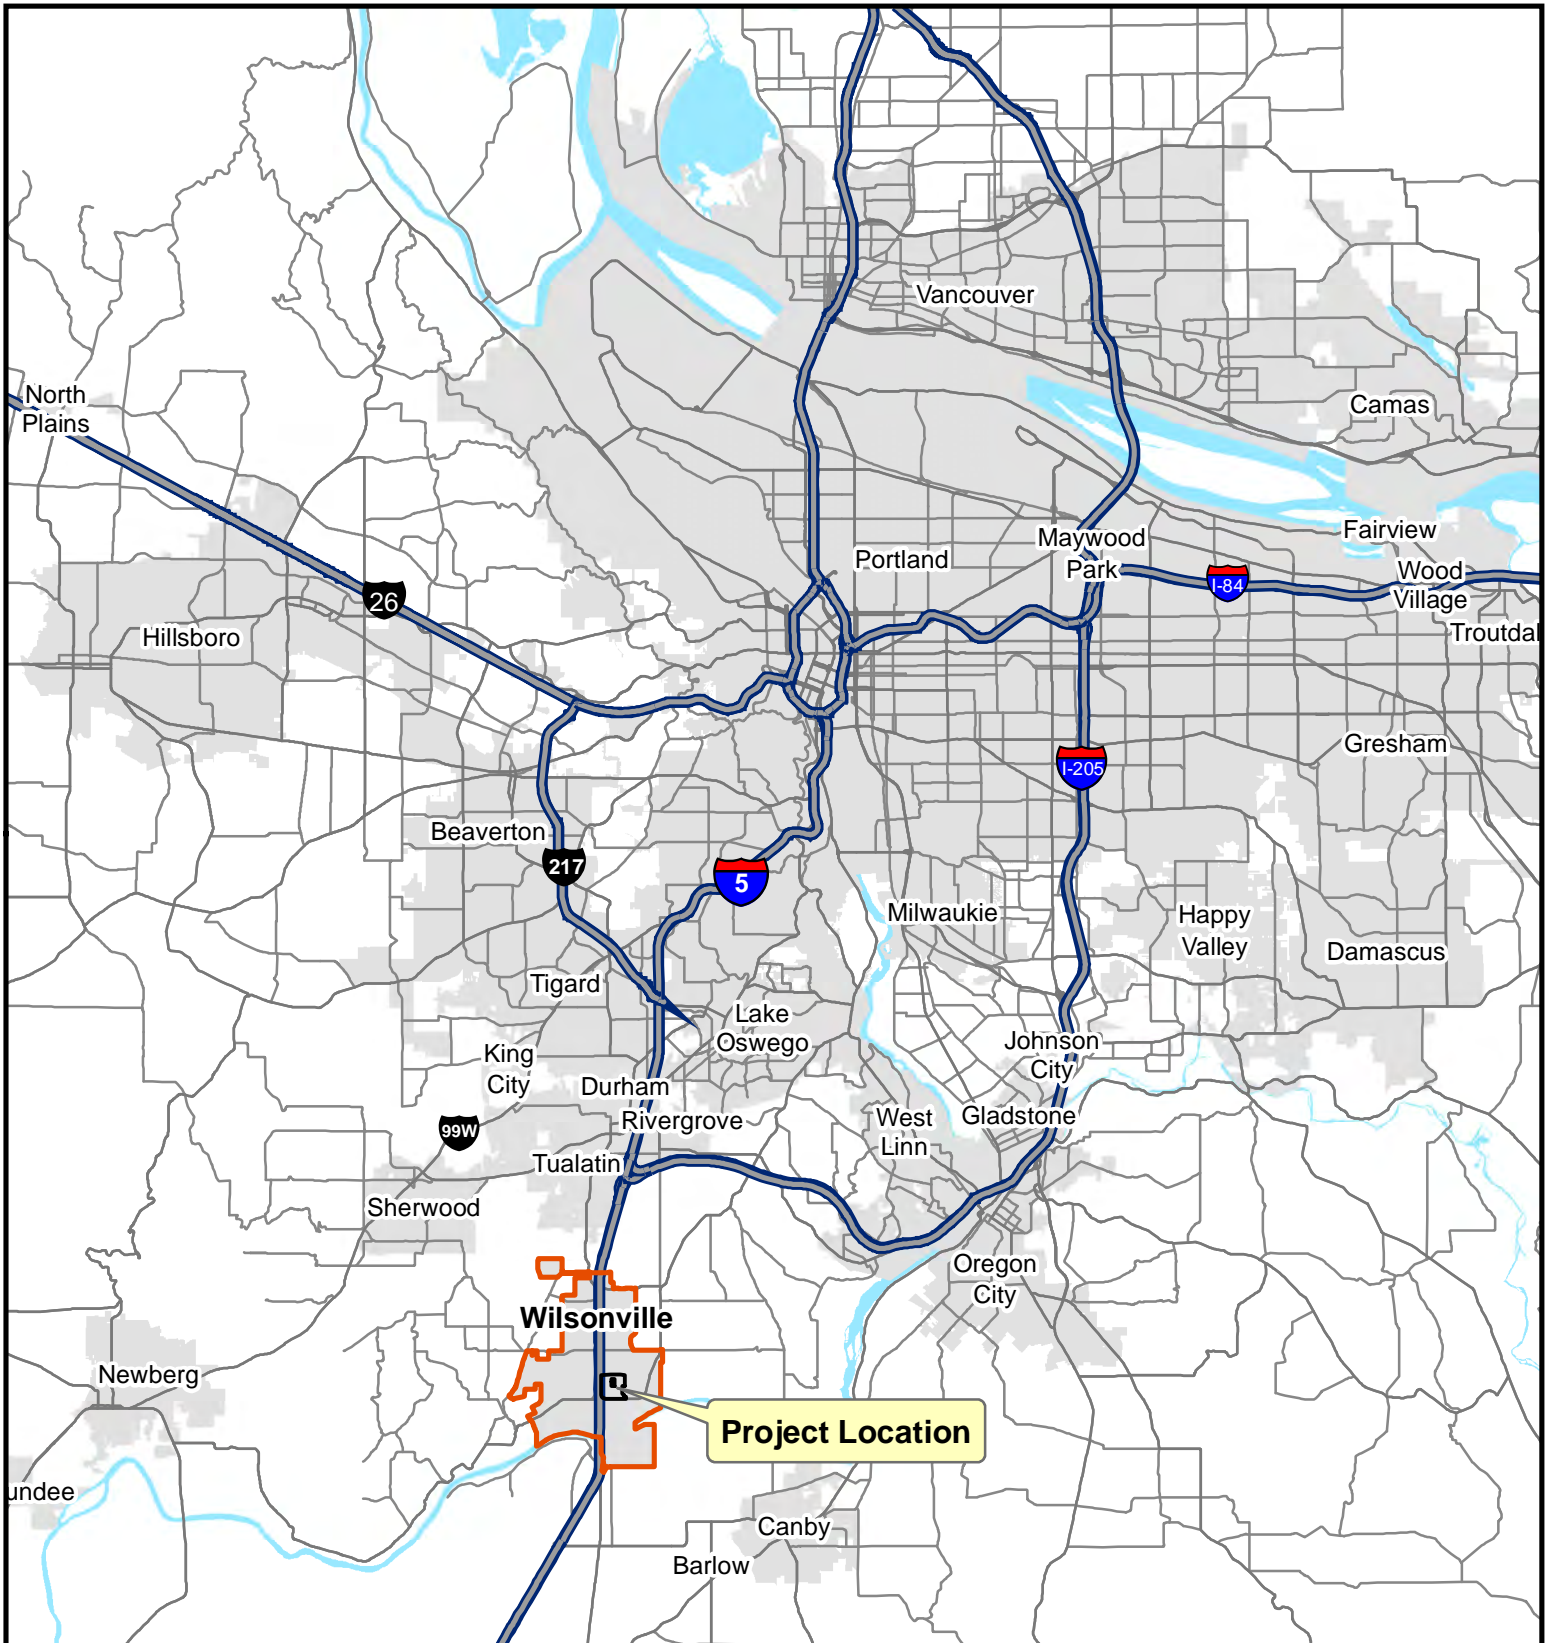 Vancouver
North
Plains
Camas
Fairview
Maywood
Park
Portland
I-84
Wood
Village
26
Hillsboro
Troutdal
Gresham
I-205
Beaverton
217
5
Milwaukie
Happy
Valley
Damascus
Tigard
Lake
Oswego
Johnson
City
King
City
Durham
Rivergrove
West
Linn
Gladstone
99W
Tualatin
Sherwood
Oregon
City
Wilsonville
Newberg
Project Location
undee
Canby
Barlow